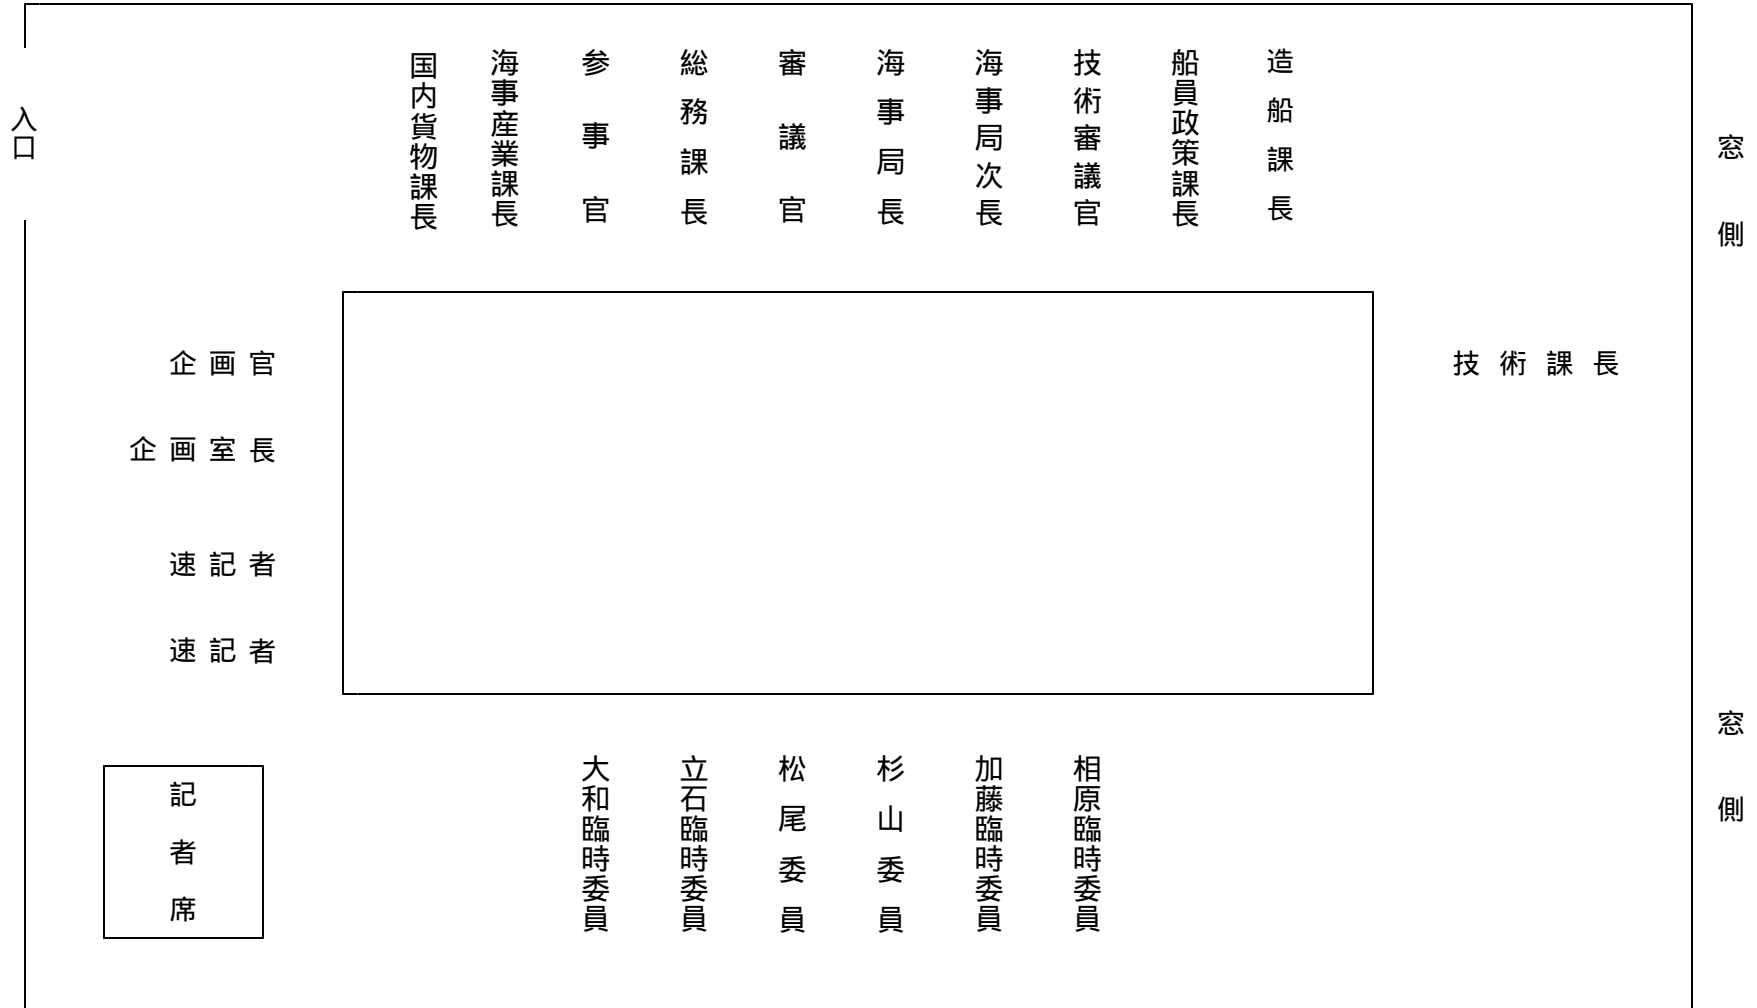 入口
国内貨物課長
海事産業課長
参事官
総務課長
審議官
海事局長
海事局次長
技術審議官
船員政策課長
造船課長
窓側
企画官
技術課長
企画室長
速記者
速記者
記者席
大和臨時委員
立石臨時委員
松尾委員
杉山委員
加藤臨時委員
相原臨時委員
窓側